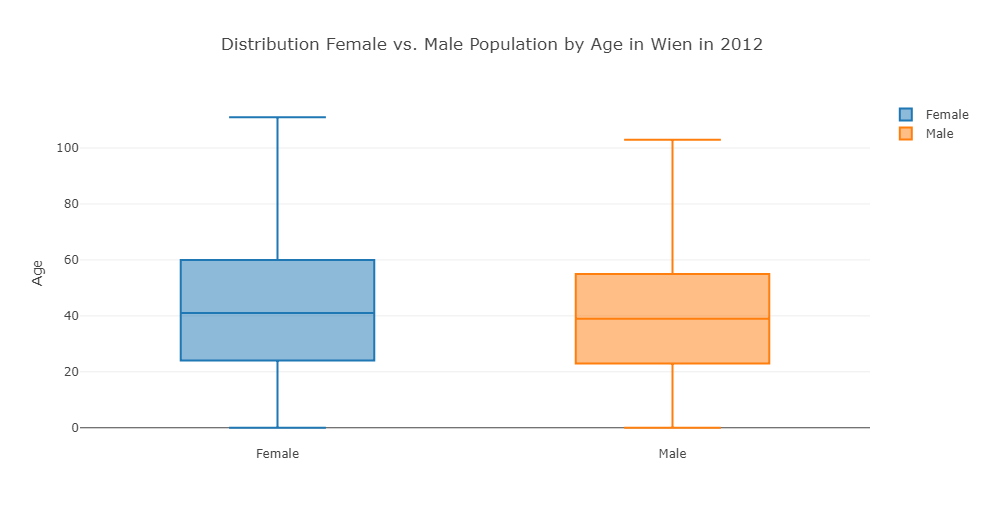 Distribution Female vs. Male Population by Age in Wien in 2012
Female
Male
100
80
60
40
20
0
Age
Female
Male